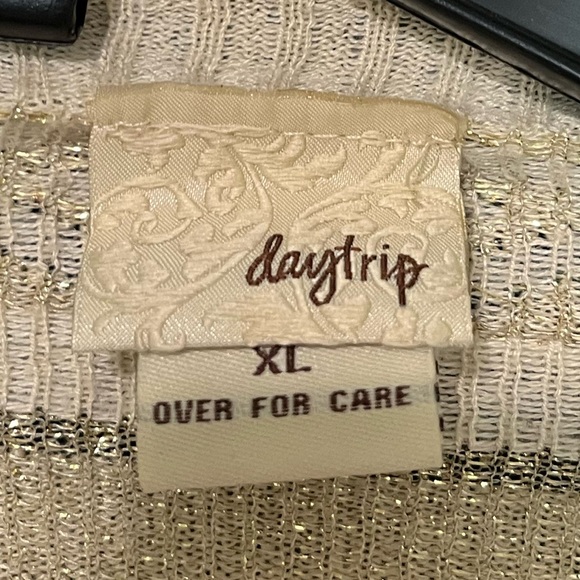 daytrip
XL
OVER FOR CARE